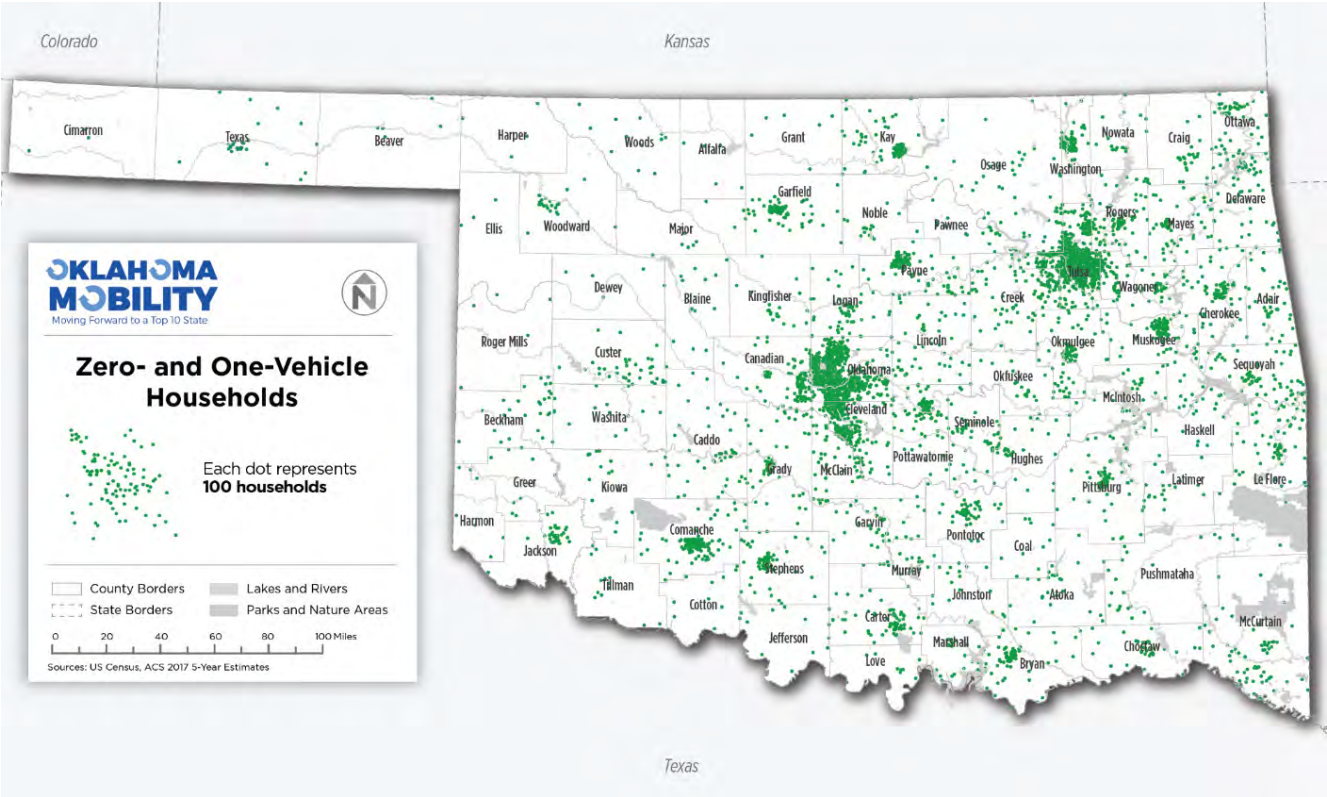 Colorado
Kansas
Cimarron
Texas
Beaver
Harper
Woods
Alfalfa
Grant
Kay
Osage
Washington
Nowata
Craig
Ottawa
Ellis
Woodward
Major
Garfield
Noble
Pawnee
Rogers
Mayes
Delaware
Dewey
Blaine
Kingfisher
Logan
Payne
Creek
Tulsa
Wagoner
Cherokee
Adair
Roger Mills
Custer
Canadian
Oklahoma
Lincoln
Okfuskee
Okmulgee
Muskogee
Sequoyah
Beckham
Washita
Caddo
Grady
McClain
Cleveland
Pottawatomie
Seminole
Hughes
McIntosh
Haskell
Pittsburg
Latimer
Le Flore
Greer
Kiowa
Harmon
Jackson
Comanche
Garvin
Pontotoc
Coal
Tillman
Cotton
Stephens
Murray
Johnston
Atoka
Pushmataha
McCurtain
Jefferson
Carter
Love
Marshall
Bryan
Choctaw
Texas
OKLAHOMA
MOBILITY
Moving Forward to a Top 10 State
N
Zero- and One-Vehicle
Households
Each dot represents
100 households
County Borders
Lakes and Rivers
State Borders
Parks and Nature Areas
0 20 40 60 80 100 Miles
Sources: US Census, ACS 2017 5-Year Estimates